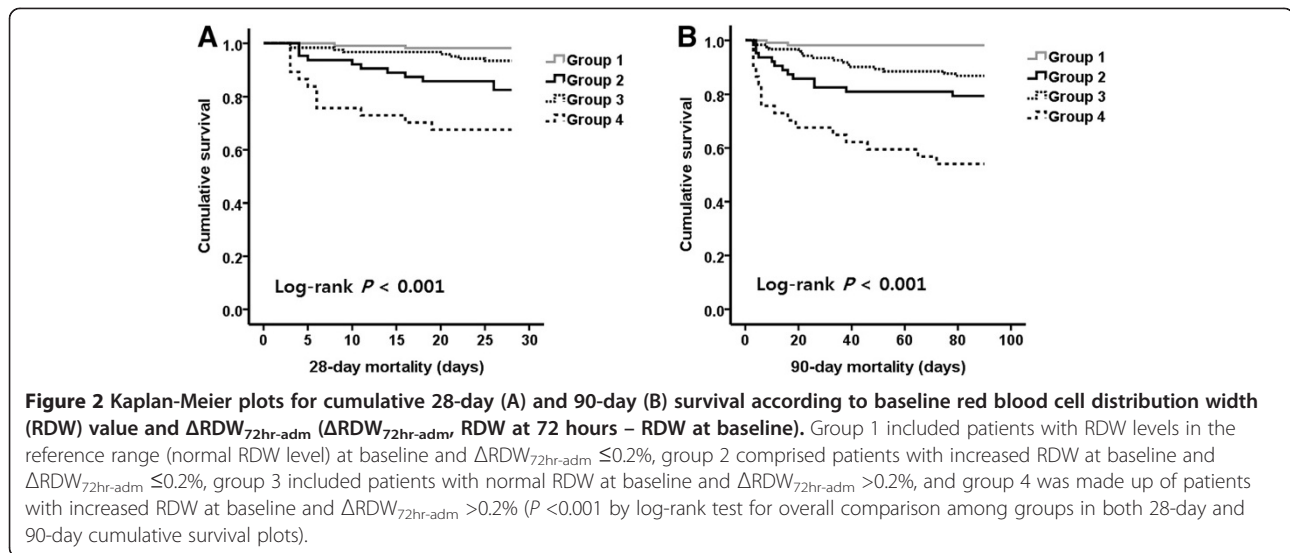 A
1.0
0.8
0.6
0.4
0.2
0.0
Cumulative survival
Group 1
Group 2
Group 3
Group 4
Log-rank P < 0.001
0 5 10 15 20 25 30
28-day mortality (days)
B
1.0
0.8
0.6
0.4
0.2
0.0
Cumulative survival
Group 1
Group 2
Group 3
Group 4
Log-rank P < 0.001
0 20 40 60 80 100
90-day mortality (days)
Figure 2 Kaplan-Meier plots for cumulative 28-day (A) and 90-day (B) survival according to baseline red blood cell distribution width
(RDW) value and ΔRDW72hr-adm (ΔRDW72hr-adm, RDW at 72 hours – RDW at baseline). Group 1 included patients with RDW levels in the
reference range (normal RDW level) at baseline and ΔRDW72hr-adm ≤0.2%, group 2 comprised patients with increased RDW at baseline and
ΔRDW72hr-adm ≤0.2%, group 3 included patients with normal RDW at baseline and ΔRDW72hr-adm >0.2%, and group 4 was made up of patients
with increased RDW at baseline and ΔRDW72hr-adm >0.2% (P <0.001 by log-rank test for overall comparison among groups in both 28-day and
90-day cumulative survival plots).